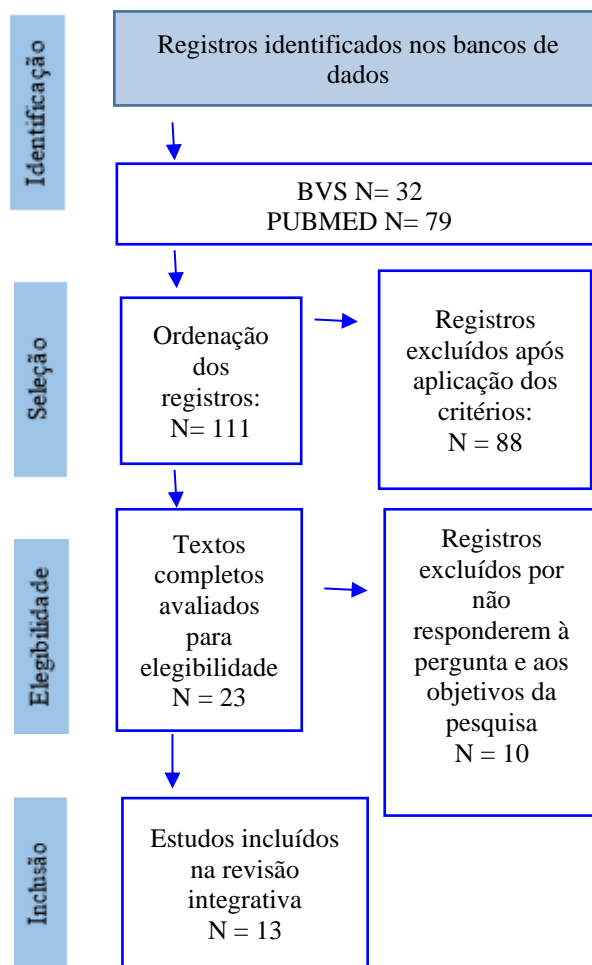 Identificação
Registros identificados nos bancos de
dados
BVS N= 32
PUBMED N= 79
Seleção
Ordenação
dos
registros:
N= 111
Registros
excluídos após
aplicação dos
critérios:
N = 88
Elegibilidade
Textos
completos
avaliados
para
elegibilidade
N = 23
Registros
excluídos por
não
responderem à
pergunta e aos
objetivos da
pesquisa
N = 10
Inclusão
Estudos incluídos
na revisão
integrativa
N = 13